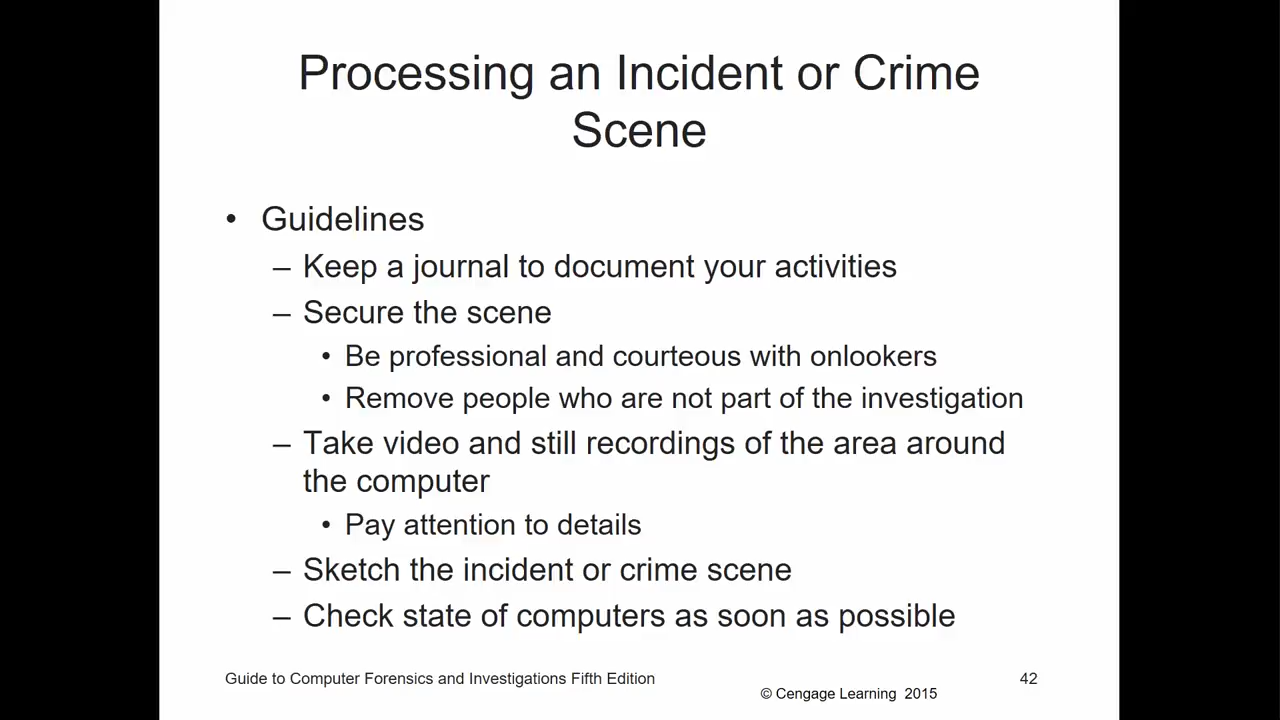 Processing an Incident or Crime
Scene
• Guidelines
– Keep a journal to document your activities
– Secure the scene
• Be professional and courteous with onlookers
• Remove people who are not part of the investigation
– Take video and still recordings of the area around
the computer
• Pay attention to details
– Sketch the incident or crime scene
– Check state of computers as soon as possible
Guide to Computer Forensics and Investigations Fifth Edition
42
© Cengage Learning 2015